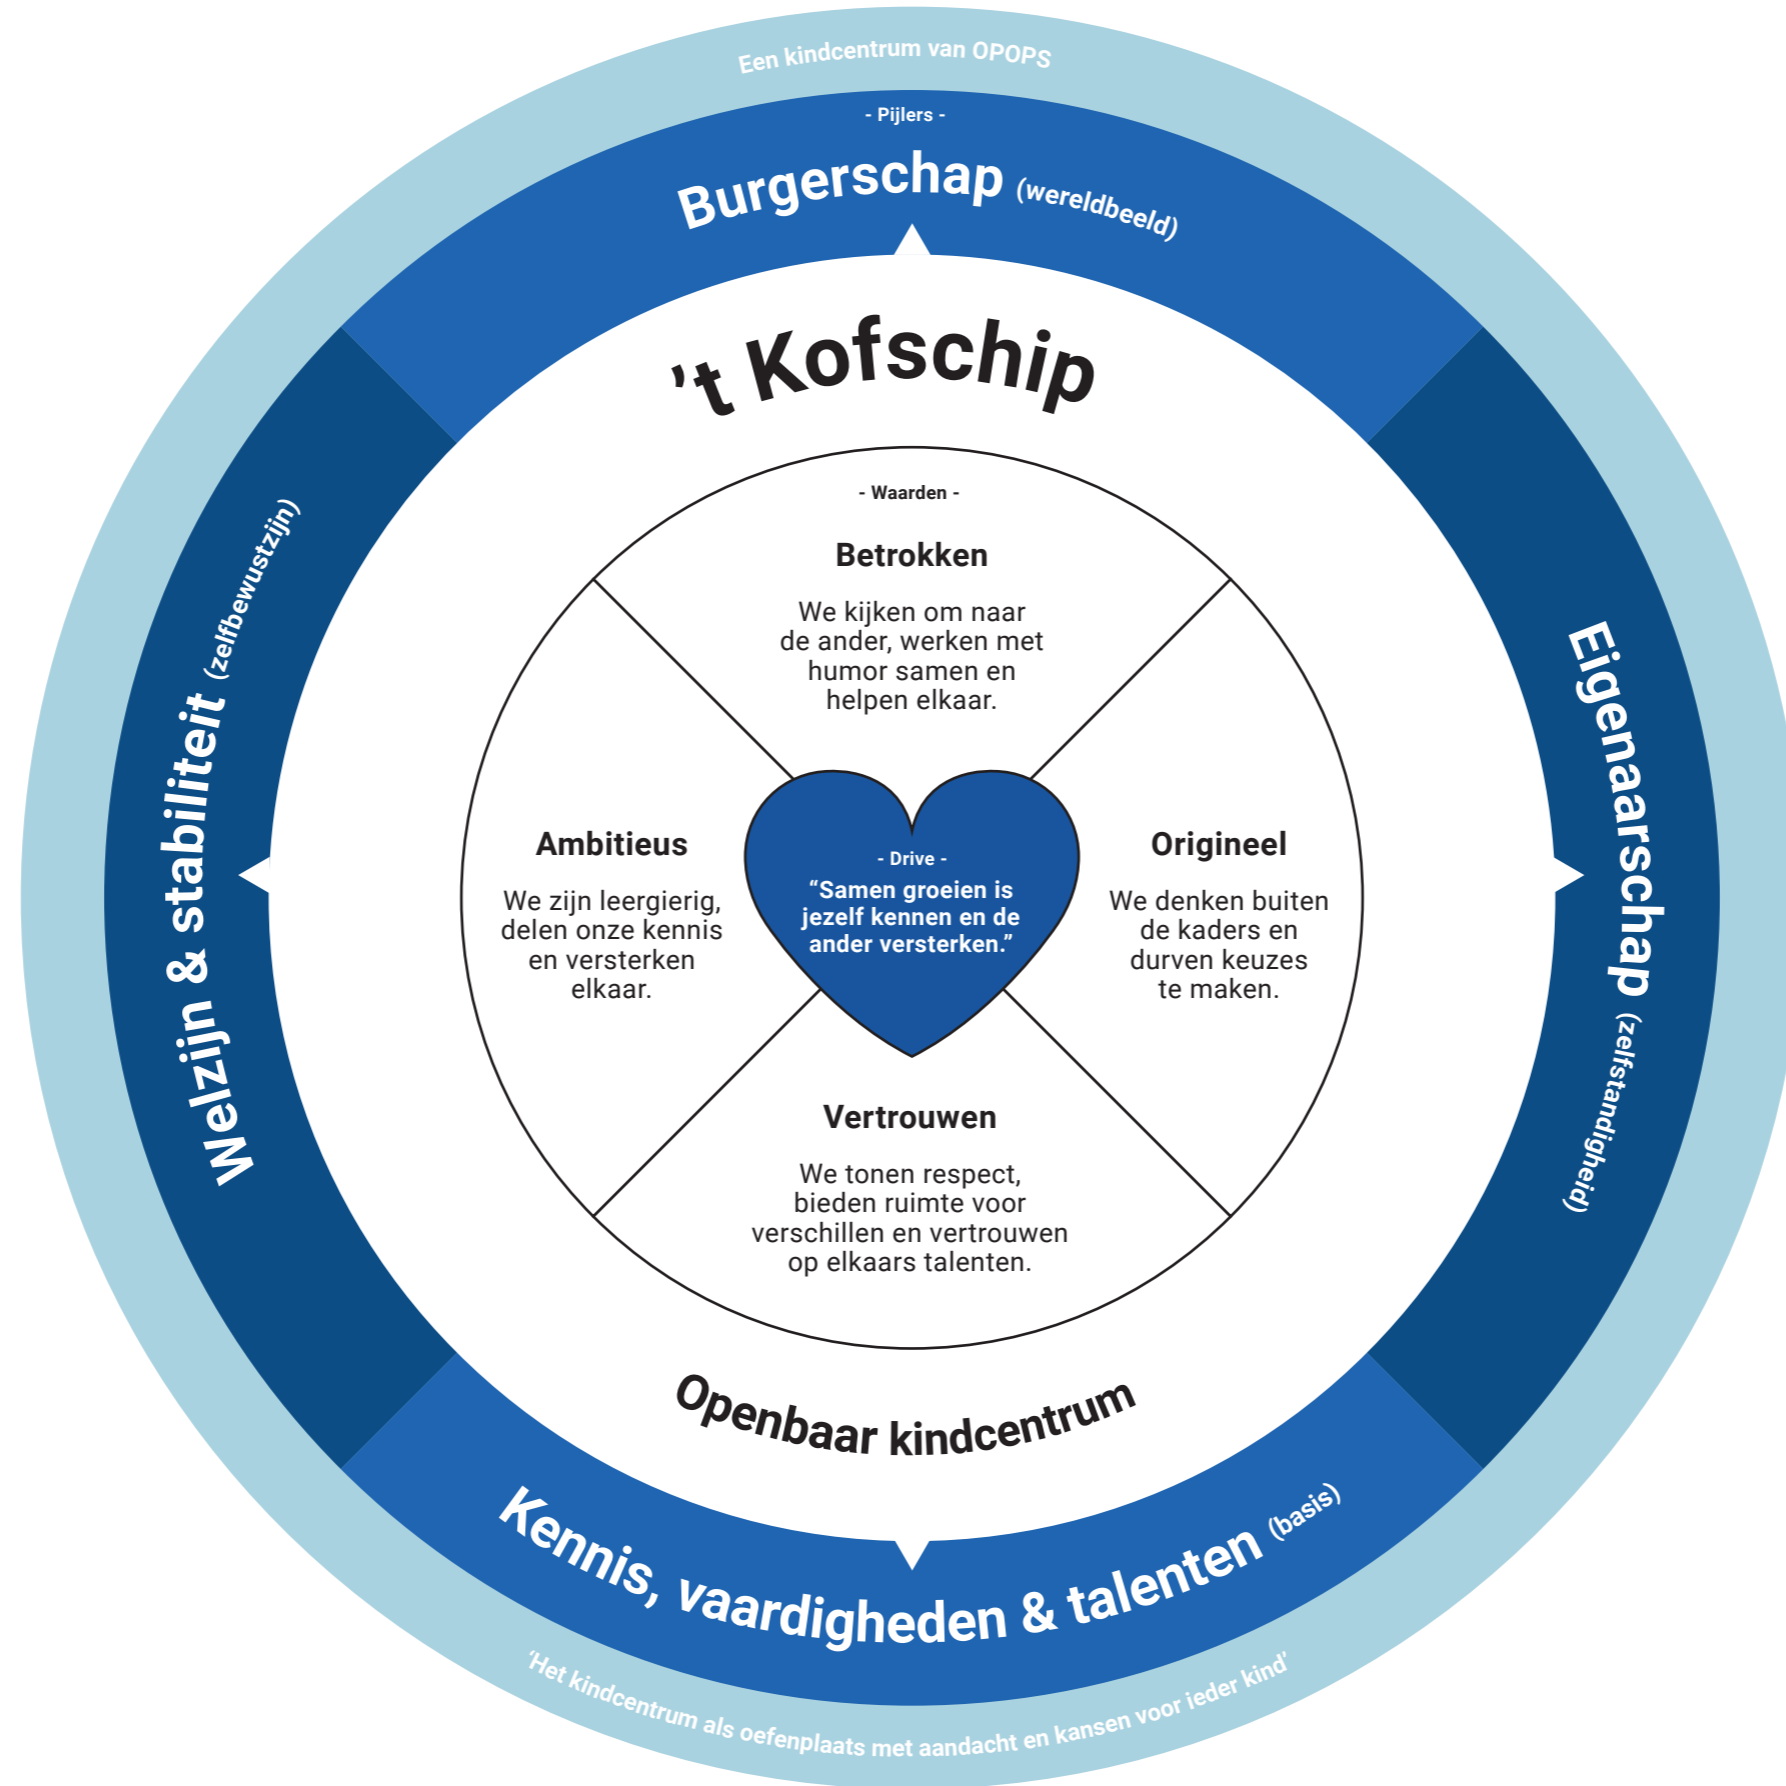 Een kindcentrum van OPOPS
- Pijlers -
Burgerschap (wereldbeeld)
’t Kofschip
- Waarden -
Betrokken
We kijken om naar
de ander, werken met
humor samen en
helpen elkaar.
Welzijn & stabiliteit (zelfbewustzijn)
Ambitieus
We zijn leergierig,
delen onze kennis
en versterken
elkaar.
- Drive -
“Samen groeien is
jezelf kennen en de
ander versterken.”
Origineel
We denken buiten
de kaders en
durven keuzes
te maken.
Eigenaarschap (zelfstandigheid)
Vertrouwen
We tonen respect,
bieden ruimte voor
verschillen en vertrouwen
op elkaars talenten.
Openbaar kindcentrum
Kennis, vaardigheden & talenten (basis)
‘Het kindcentrum als oefenplaats met aandacht en kansen voor ieder kind’